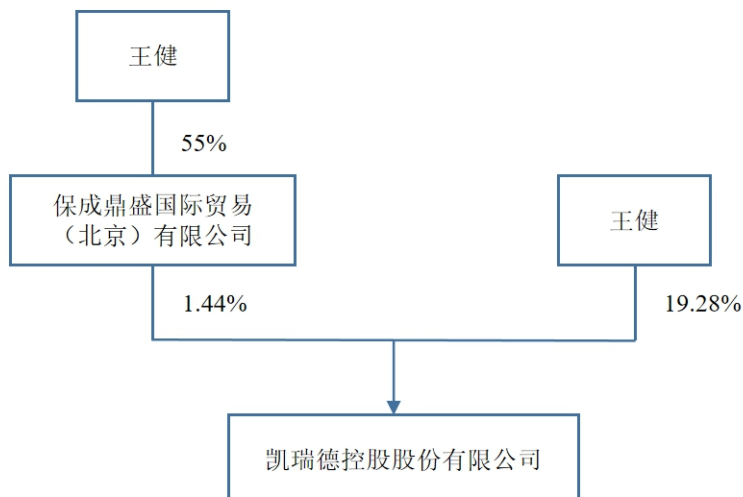 王健
55%
保成鼎盛国际贸易
（北京）有限公司
王健
1.44%
19.28%
凯瑞德控股股份有限公司